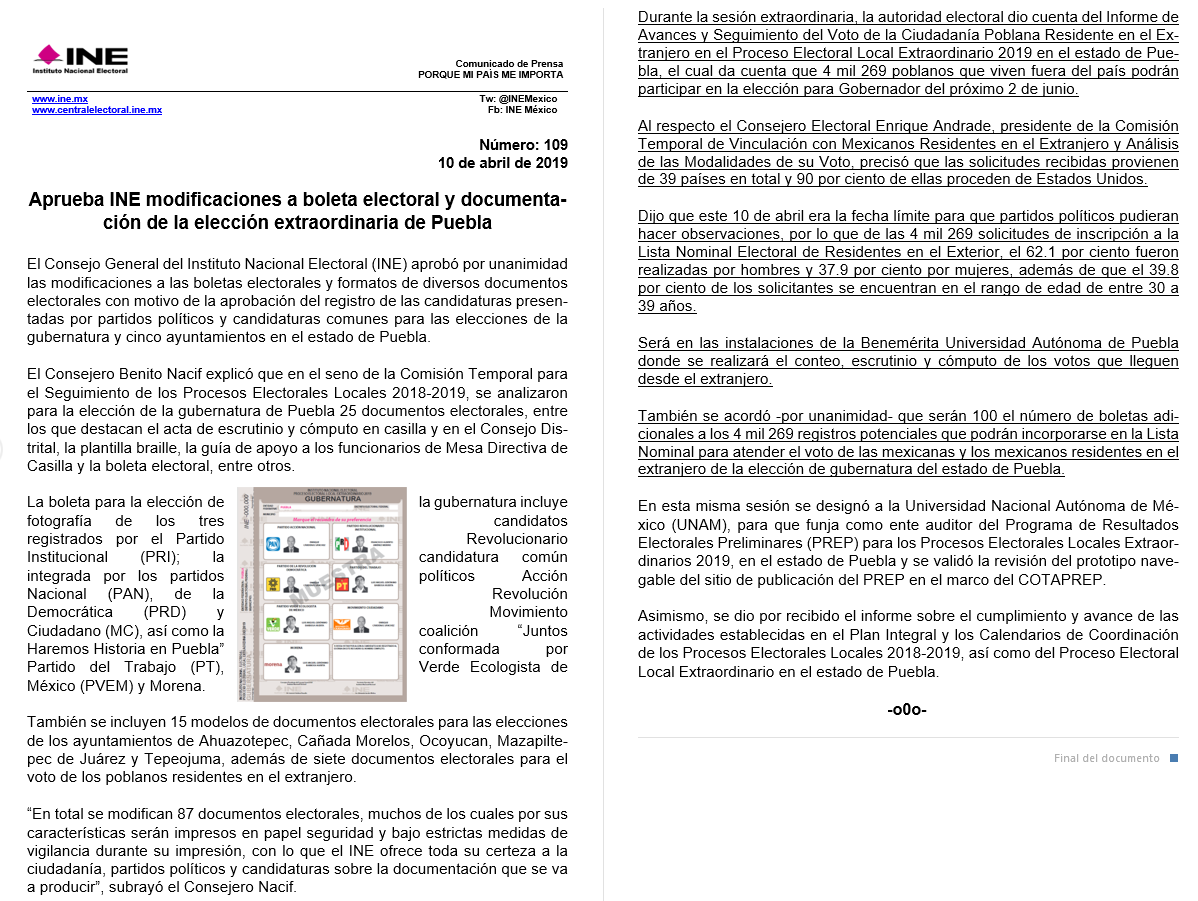 INE
Instituto Nacional Electoral
Comunicado de Prensa
PORQUE MI PAÍS ME IMPORTA
www.ine.mx
www.centralelectoral.ine.mx
Tw: @INEMexico
Fb: INE México
Número: 109
10 de abril de 2019
Aprueba INE modificaciones a boleta electoral y documenta-
ción de la elección extraordinaria de Puebla
El Consejo General del Instituto Nacional Electoral (INE) aprobó por unanimidad
las modificaciones a las boletas electorales y formatos de diversos documentos
electorales con motivo de la aprobación del registro de las candidaturas presen-
tadas por partidos políticos y candidaturas comunes para las elecciones de la
gubernatura y cinco ayuntamientos en el estado de Puebla.
El Consejero Benito Nacif explicó que en el seno de la Comisión Temporal para
el Seguimiento de los Procesos Electorales Locales 2018-2019, se analizaron
para la elección de la gubernatura de Puebla 25 documentos electorales, entre
los que destacan el acta de escrutinio y cómputo en casilla y en el Consejo Dis-
trital, la plantilla braille, la guía de apoyo a los funcionarios de Mesa Directiva de
Casilla y la boleta electoral, entre otros.
La boleta para la elección de la gubernatura incluye
fotografía de los tres candidatos
registrados por el Partido Revolucionario
Institucional (PRI); la candidatura común
integrada por los partidos políticos Acción
Nacional (PAN), de la Revolución
Democrática (PRD) y Movimiento
Ciudadano (MC), así como la coalición “Juntos
Haremos Historia en Puebla” conformada por
Partido del Trabajo (PT), Verde Ecologista de
México (PVEM) y Morena.
GUBERNATURA
MUESTRA
PAN
PRI
PRD
PT
morena
INE
También se incluyen 15 modelos de documentos electorales para las elecciones
de los ayuntamientos de Ahuazotepec, Cañada Morelos, Ocoyucan, Mazapilte-
pec de Juárez y Tepeojuma, además de siete documentos electorales para el
voto de los poblanos residentes en el extranjero.
“En total se modifican 87 documentos electorales, muchos de los cuales por sus
características serán impresos en papel seguridad y bajo estrictas medidas de
vigilancia durante su impresión, con lo que el INE ofrece toda su certeza a la
ciudadanía, partidos políticos y candidaturas sobre la documentación que se va
a producir”, subrayó el Consejero Nacif.
Durante la sesión extraordinaria, la autoridad electoral dio cuenta del Informe de
Avances y Seguimiento del Voto de la Ciudadanía Poblana Residente en el Ex-
tranjero en el Proceso Electoral Local Extraordinario 2019 en el estado de Pue-
bla, el cual da cuenta que 4 mil 269 poblanos que viven fuera del país podrán
participar en la elección para Gobernador del próximo 2 de junio.
Al respecto el Consejero Electoral Enrique Andrade, presidente de la Comisión
Temporal de Vinculación con Mexicanos Residentes en el Extranjero y Análisis
de las Modalidades de su Voto, precisó que las solicitudes recibidas provienen
de 39 países en total y 90 por ciento de ellas proceden de Estados Unidos.
Dijo que este 10 de abril era la fecha límite para que partidos políticos pudieran
hacer observaciones, por lo que de las 4 mil 269 solicitudes de inscripción a la
Lista Nominal Electoral de Residentes en el Exterior, el 62.1 por ciento fueron
realizadas por hombres y 37.9 por ciento por mujeres, además de que el 39.8
por ciento de los solicitantes se encuentran en el rango de edad de entre 30 a
39 años.
Será en las instalaciones de la Benemérita Universidad Autónoma de Puebla
donde se realizará el conteo, escrutinio y cómputo de los votos que lleguen
desde el extranjero.
También se acordó -por unanimidad- que serán 100 el número de boletas adi-
cionales a los 4 mil 269 registros potenciales que podrán incorporarse en la Lista
Nominal para atender el voto de las mexicanas y los mexicanos residentes en el
extranjero de la elección de gubernatura del estado de Puebla.
En esta misma sesión se designó a la Universidad Nacional Autónoma de Mé-
xico (UNAM), para que funja como ente auditor del Programa de Resultados
Electorales Preliminares (PREP) para los Procesos Electorales Locales Extraor-
dinarios 2019, en el estado de Puebla y se validó la revisión del prototipo nave-
gable del sitio de publicación del PREP en el marco del COTAPREP.
Asimismo, se dio por recibido el informe sobre el cumplimiento y avance de las
actividades establecidas en el Plan Integral y los Calendarios de Coordinación
de los Procesos Electorales Locales 2018-2019, así como del Proceso Electoral
Local Extraordinario en el estado de Puebla.
-o0o-
Final del documento